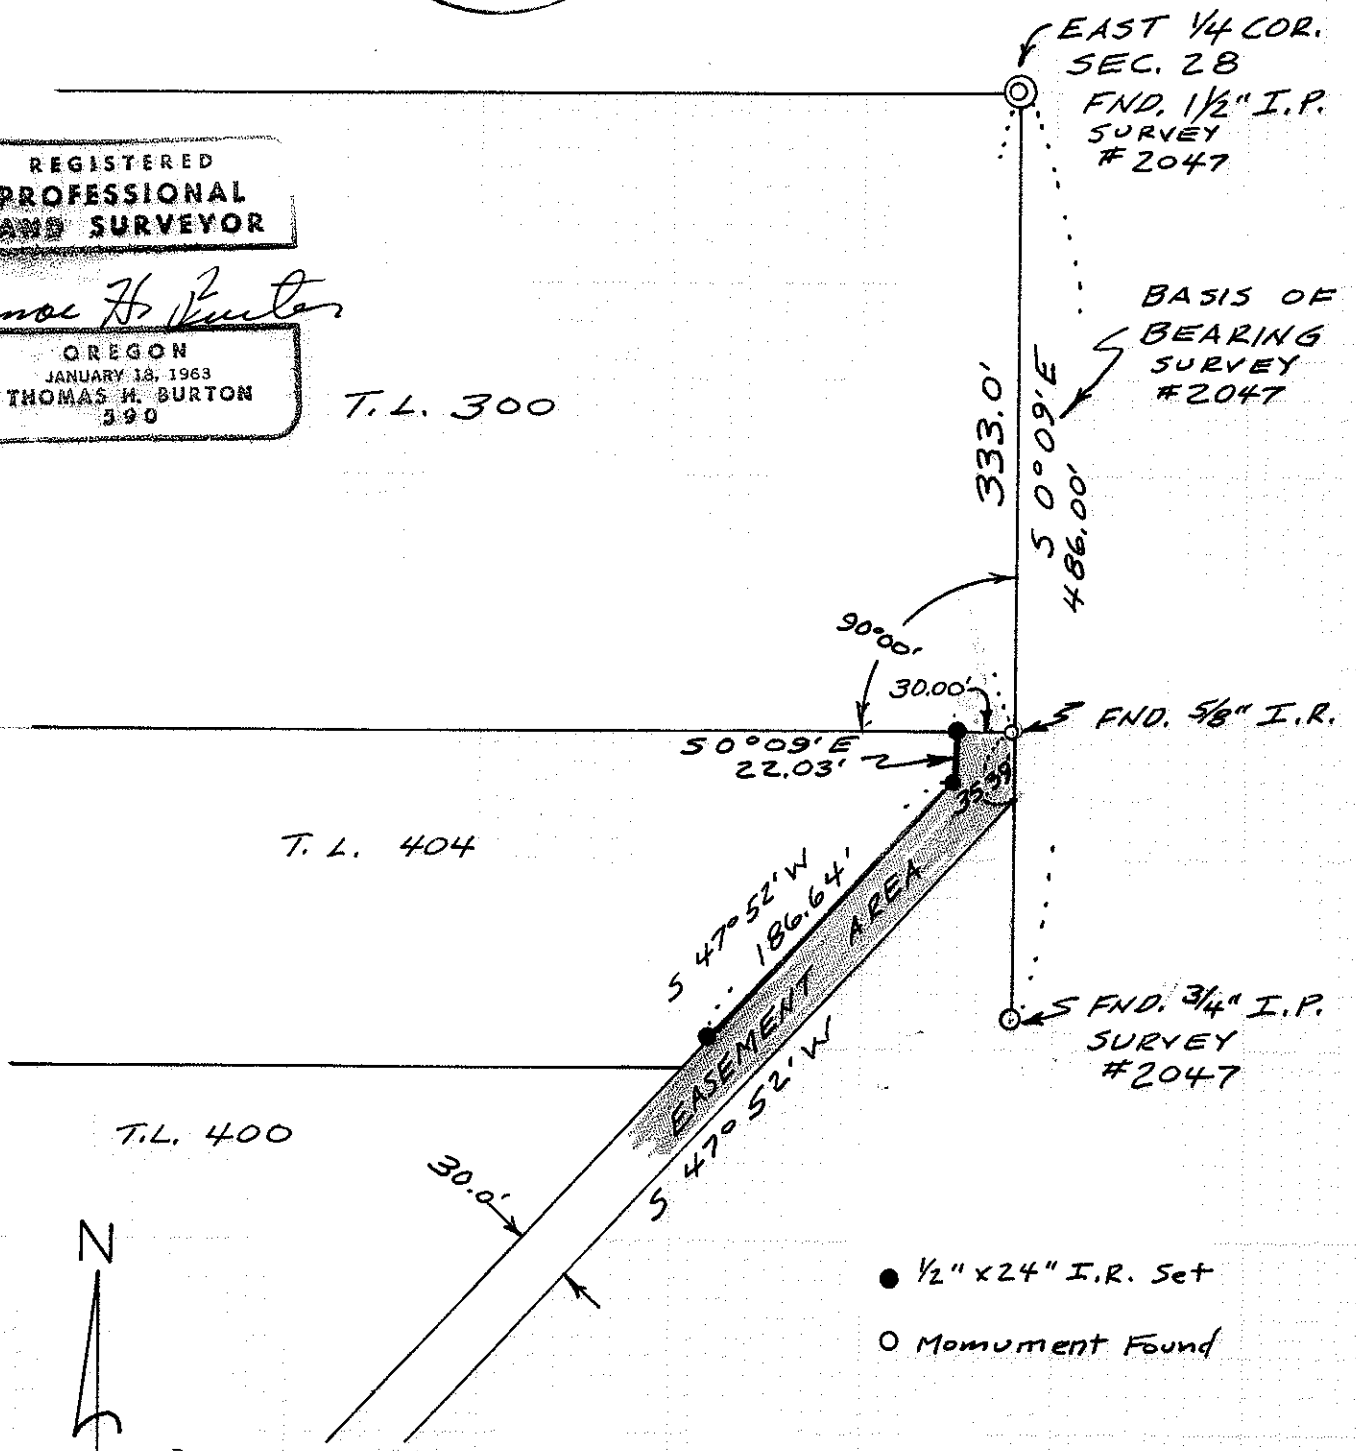 EAST 1/4 COR.
SEC. 28
FND. 1 1/2" I.P.
SURVEY
# 2047
REGISTERED
PROFESSIONAL
AND SURVEYOR
OREGON
JANUARY 18, 1963
THOMAS H. BURTON
590
T.L. 300
BASIS OF
BEARING
SURVEY
#2047
333.0'
S 0°09'E
486.00'
90°00'
30.00'
FND. 5/8" I.R.
S 0°09'E
22.03'
35.39'
T.L. 404
S 47°52'W
186.64'
EASEMENT AREA
S 47°52'W
FND. 3/4" I.P.
SURVEY
#2047
T.L. 400
30.0'
N
1/2" x 24" I.R. Set
Momument Found